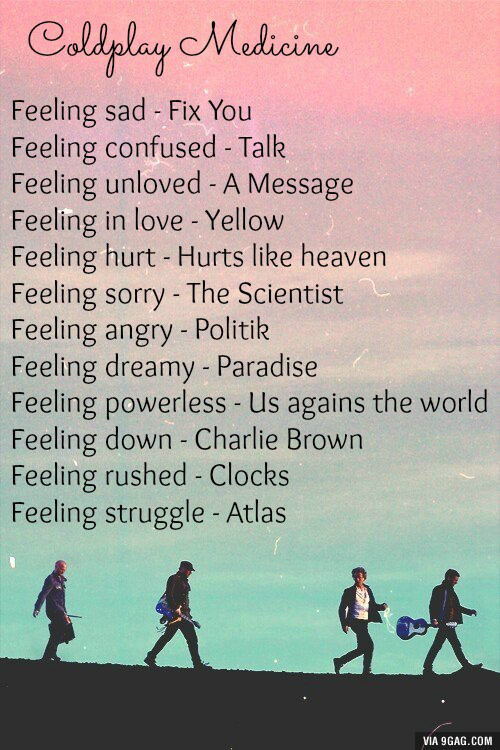 Coldplay Medicine
Feeling sad - Fix You
Feeling confused - Talk
Feeling unloved - A Message
Feeling in love - Yellow
Feeling hurt - Hurts like heaven
Feeling sorry - The Scientist
Feeling angry - Politik
Feeling dreamy - Paradise
Feeling powerless - Us agains the world
Feeling down - Charlie Brown
Feeling rushed - Clocks
Feeling struggle - Atlas
VIA 9GAG.COM